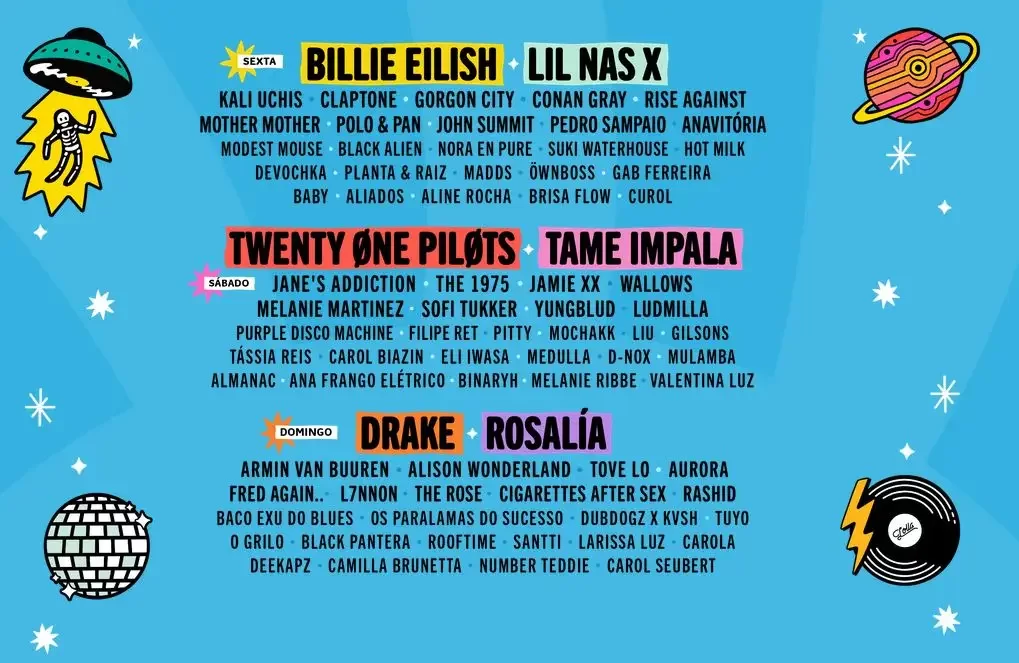 SEXTA
BILLIE EILISH LIL NAS X
KALI UCHIS • CLAPTONE • GORGON CITY • CONAN GRAY • RISE AGAINST
MOTHER MOTHER • POLO & PAN • JOHN SUMMIT • PEDRO SAMPAIO • ANAVITÓRIA
MODEST MOUSE • BLACK ALIEN • NORA EN PURE • SUKI WATERHOUSE • HOT MILK
DEVOCHKA • PLANTA & RAIZ • MADDS • ÖWNBOSS • GAB FERREIRA
BABY • ALIADOS • ALINE ROCHA • BRISA FLOW • CUROL
TWENTY ØNE PILØTS TAME IMPALA
SÁBADO
JANE'S ADDICTION • THE 1975 • JAMIE XX • WALLOWS
MELANIE MARTINEZ • SOFI TUKKER • YUNGBLUD • LUDMILLA
PURPLE DISCO MACHINE • FILIPE RET • PITTY • MOCHAKK • LIU • GILSONS
TÁSSIA REIS • CAROL BIAZIN • ELI IWASA • MEDULLA • D-NOX • MULAMBA
ALMANAC • ANA FRANGO ELÉTRICO • BINARYH • MELANIE RIBBE • VALENTINA LUZ
DOMINGO
DRAKE ROSALÍA
ARMIN VAN BUUREN • ALISON WONDERLAND • TOVE LO • AURORA
FRED AGAIN.. • L7NNON • THE ROSE • CIGARETTES AFTER SEX • RASHID
BACO EXU DO BLUES • OS PARALAMAS DO SUCESSO • DUBDOGZ X KVSH • TUYO
O GRILO • BLACK PANTERA • ROOFTIME • SANTTI • LARISSA LUZ • CAROLA
DEEKAPZ • CAMILLA BRUNETTA • NUMBER TEDDIE • CAROL SEUBERT
Lolla